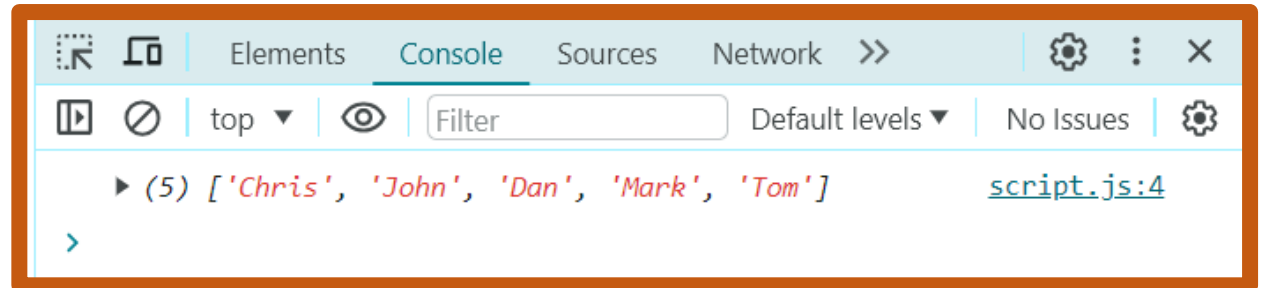 Elements Console Sources Network
top Filter Default levels No Issues
(5) ['Chris', 'John', 'Dan', 'Mark', 'Tom'] script.js:4